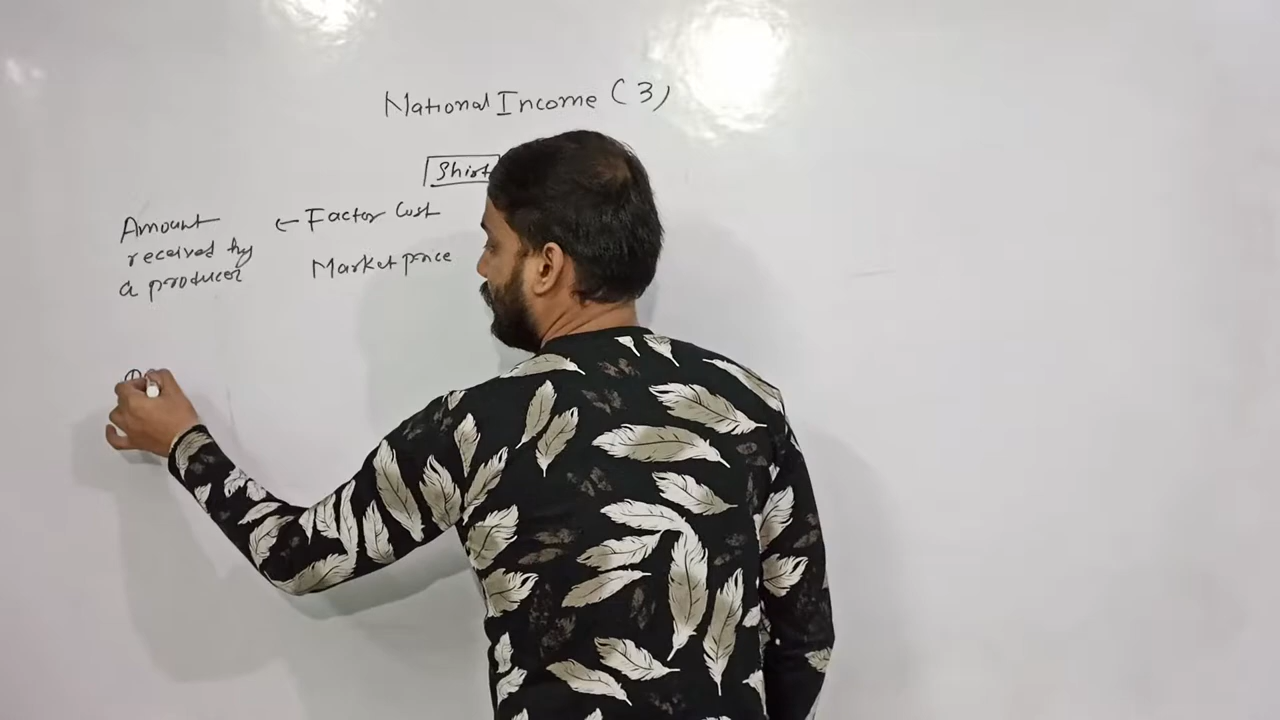 National Income (3)
Shirt
Amount ← Factor Cost
received by
a producer
Market price